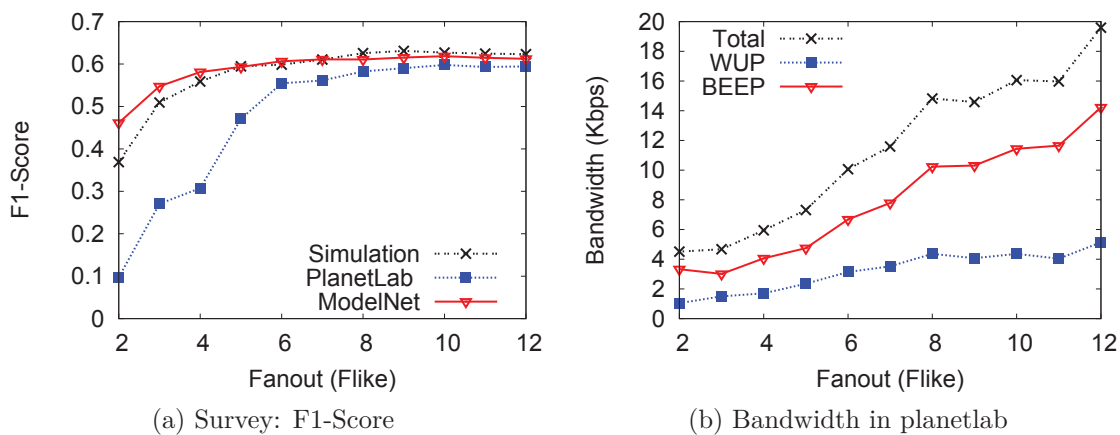 0.7
0.6
0.5
0.4
0.3
0.2
0.1
0
F1-Score
Simulation
PlanetLab
ModelNet
2 4 6 8 10 12
Fanout (Flike)
(a) Survey: F1-Score
20
18
16
14
12
10
8
6
4
2
0
Bandwidth (Kbps)
Total
WUP
BEEP
2 4 6 8 10 12
Fanout (Flike)
(b) Bandwidth in planetlab